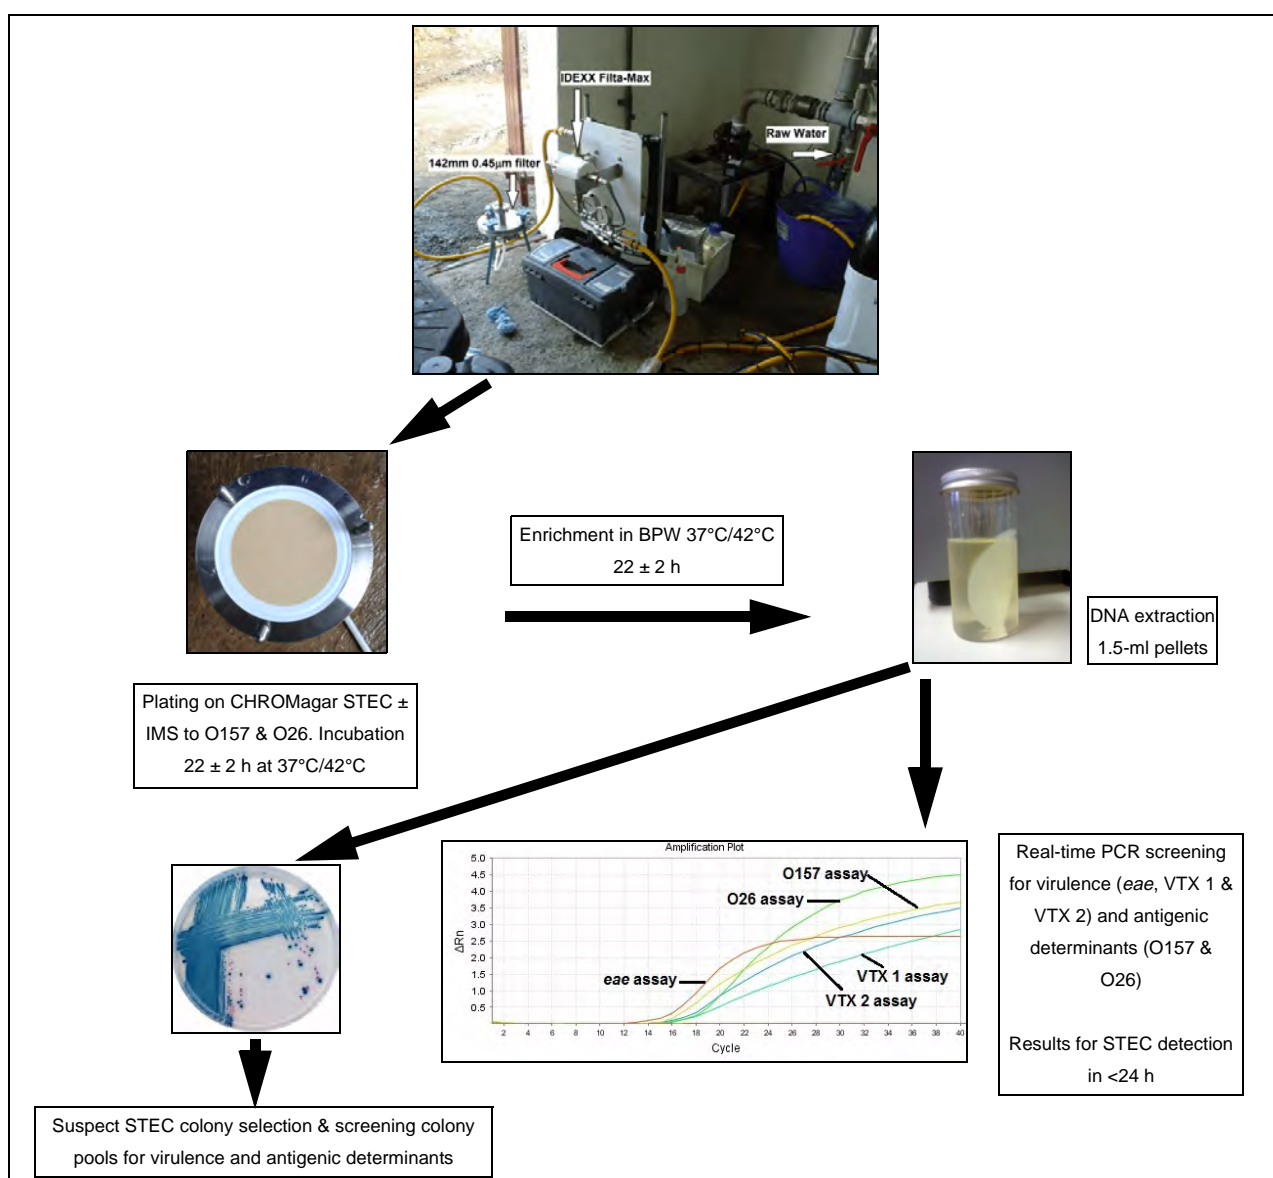 IDEXX Filta-Max
Raw Water
142mm 0.45µm filter
Enrichment in BPW 37°C/42°C
22 ± 2 h
DNA extraction
1.5-ml pellets
Plating on CHROMagar STEC ±
IMS to O157 & O26. Incubation
22 ± 2 h at 37°C/42°C
Amplification Plot
ΔRn
5.0
4.5
4.0
3.5
3.0
2.5
2.0
1.5
1.0
0.5
O157 assay
O26 assay
eae assay
VTX 1 assay
VTX 2 assay
2 4 6 8 10 12 14 16 18 20 22 24 26 28 30 32 34 36 38 40
Cycle
Real-time PCR screening
for virulence (eae, VTX 1 &
VTX 2) and antigenic
determinants (O157 &
O26)
Results for STEC detection
in <24 h
Suspect STEC colony selection & screening colony
pools for virulence and antigenic determinants